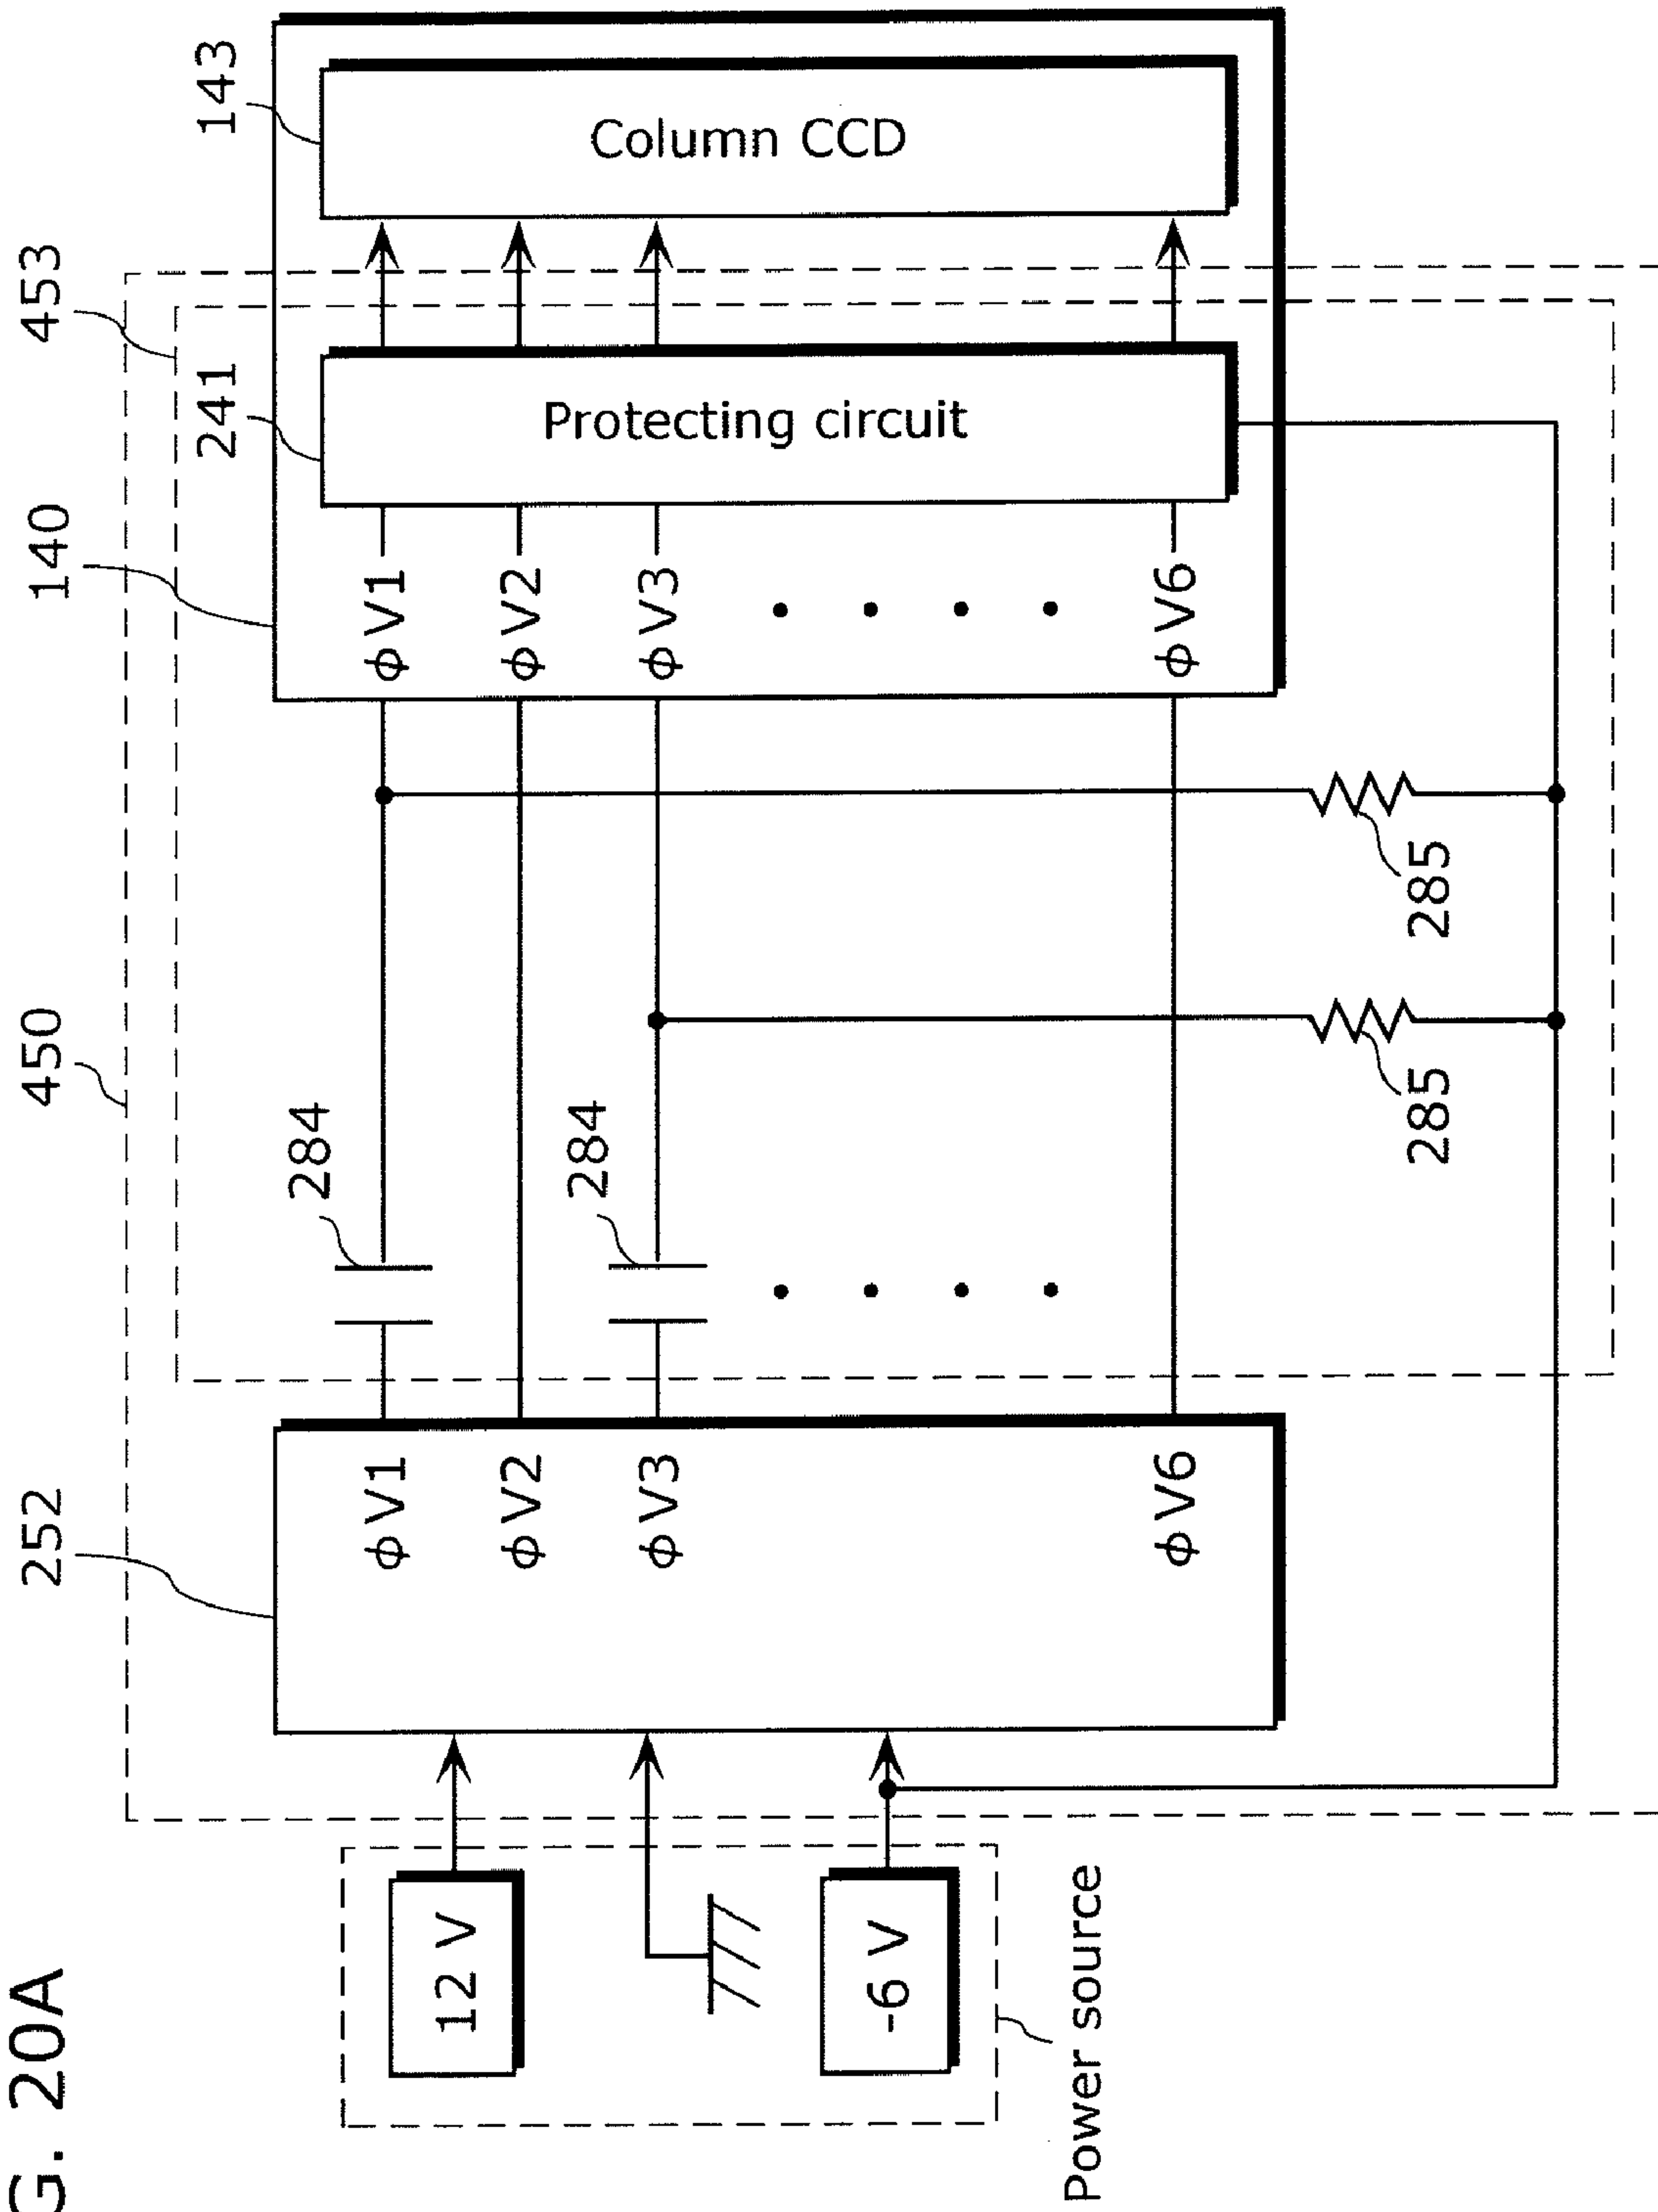 G. 20A
450
453
252
140
241
143
284
284
12 V
-6 V
Power source
φV1
φV2
φV3
φV6
φV1
φV2
φV3
φV6
Protecting circuit
Column CCD
285
285